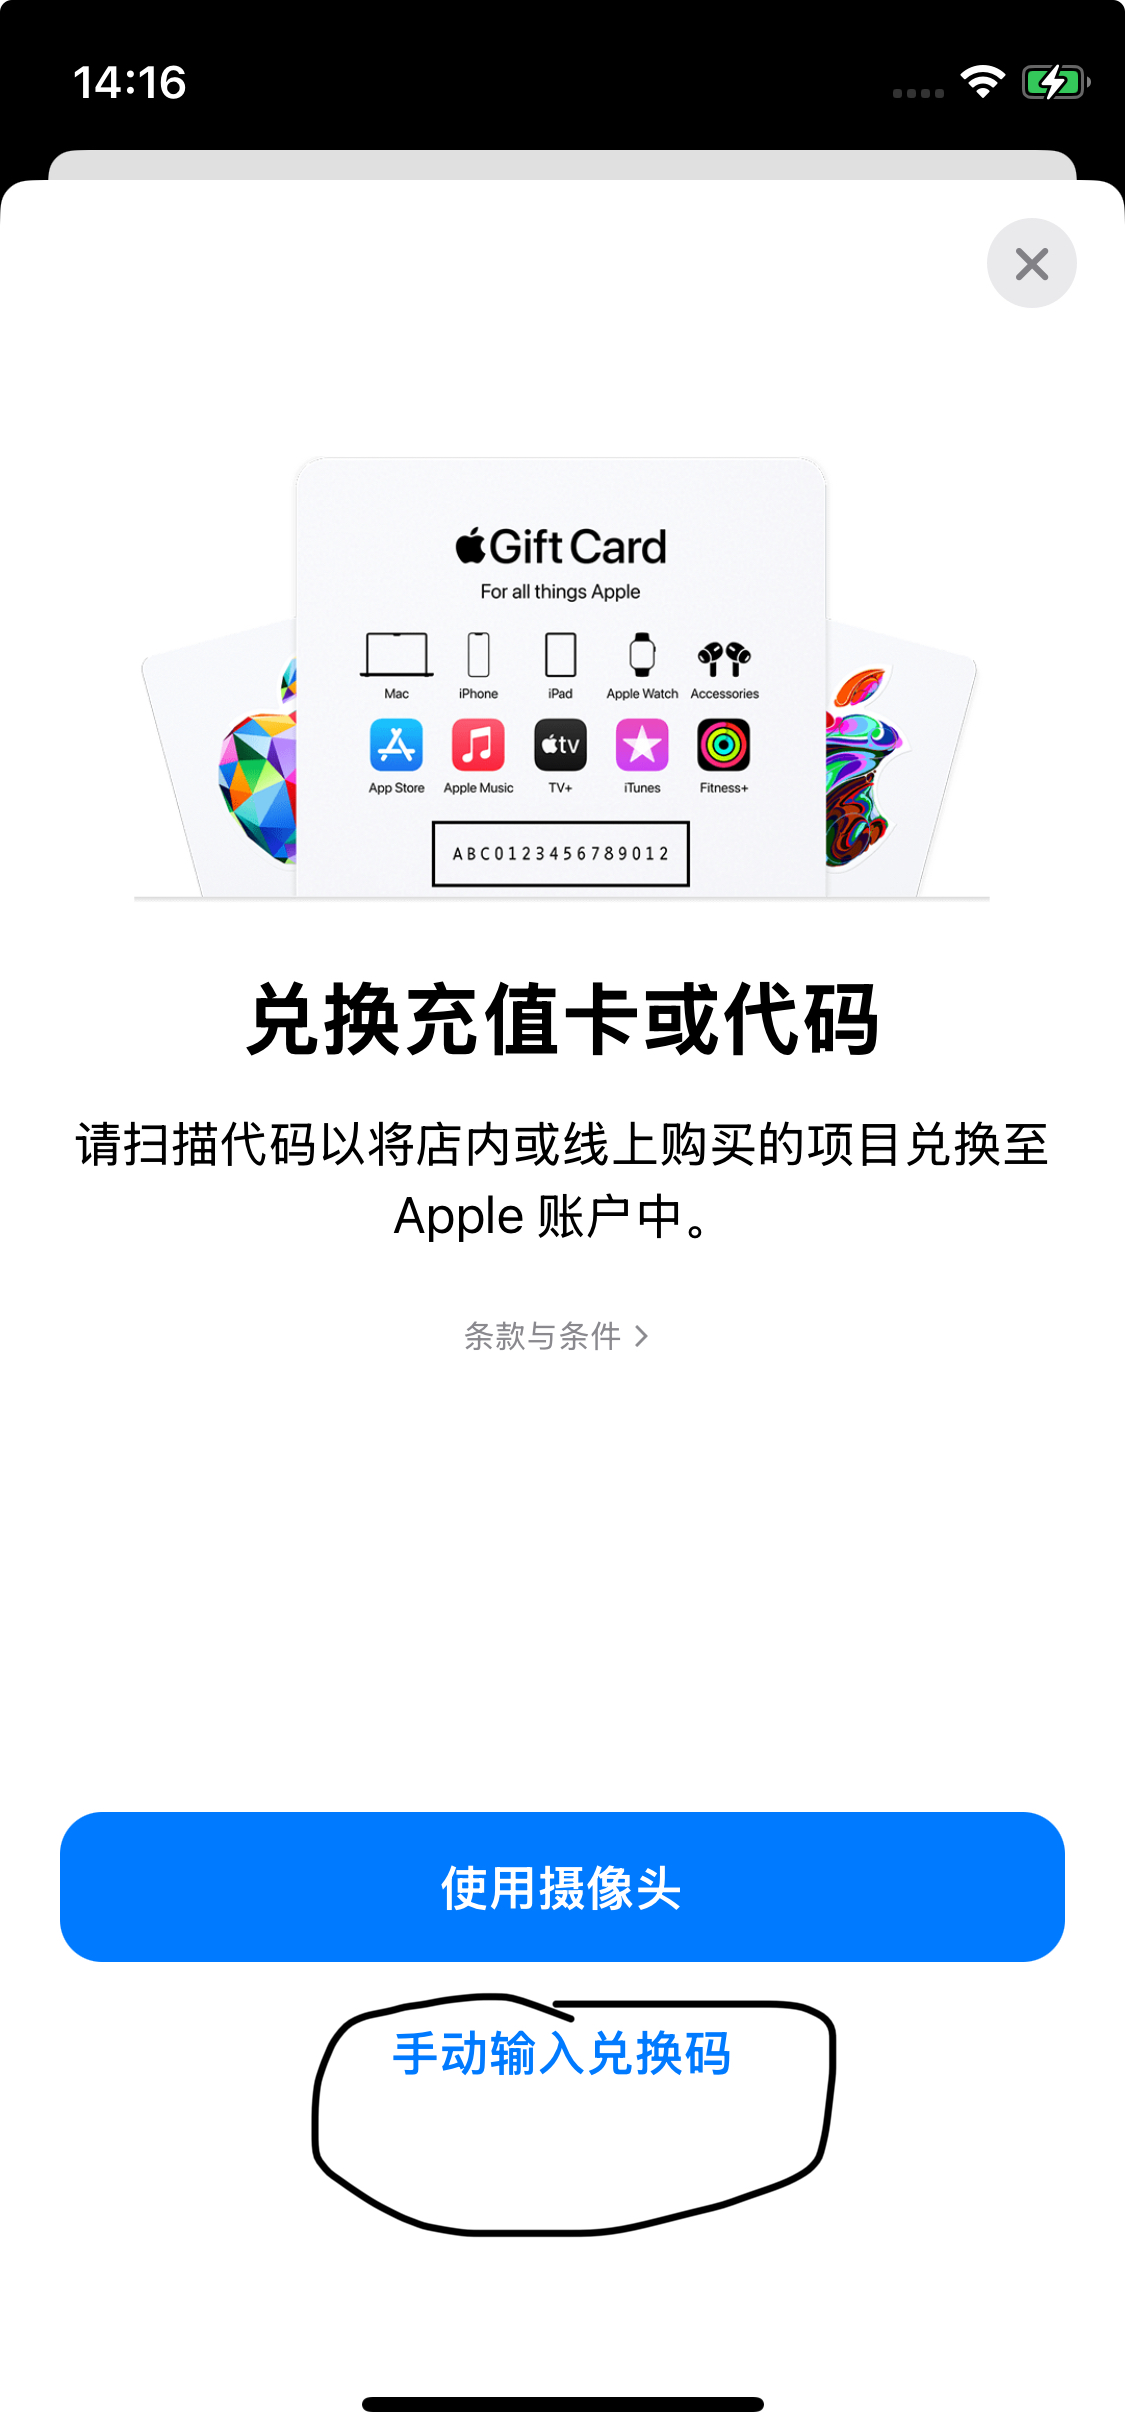 14:16
Gift Card
For all things Apple
Mac iPhone iPad Apple Watch Accessories
tv
App Store Apple Music TV+ iTunes Fitness+
ABC0123456789012
兑换充值卡或代码
请扫描代码以将店内或线上购买的项目兑换至
Apple 账户中。
条款与条件
使用摄像头
手动输入兑换码